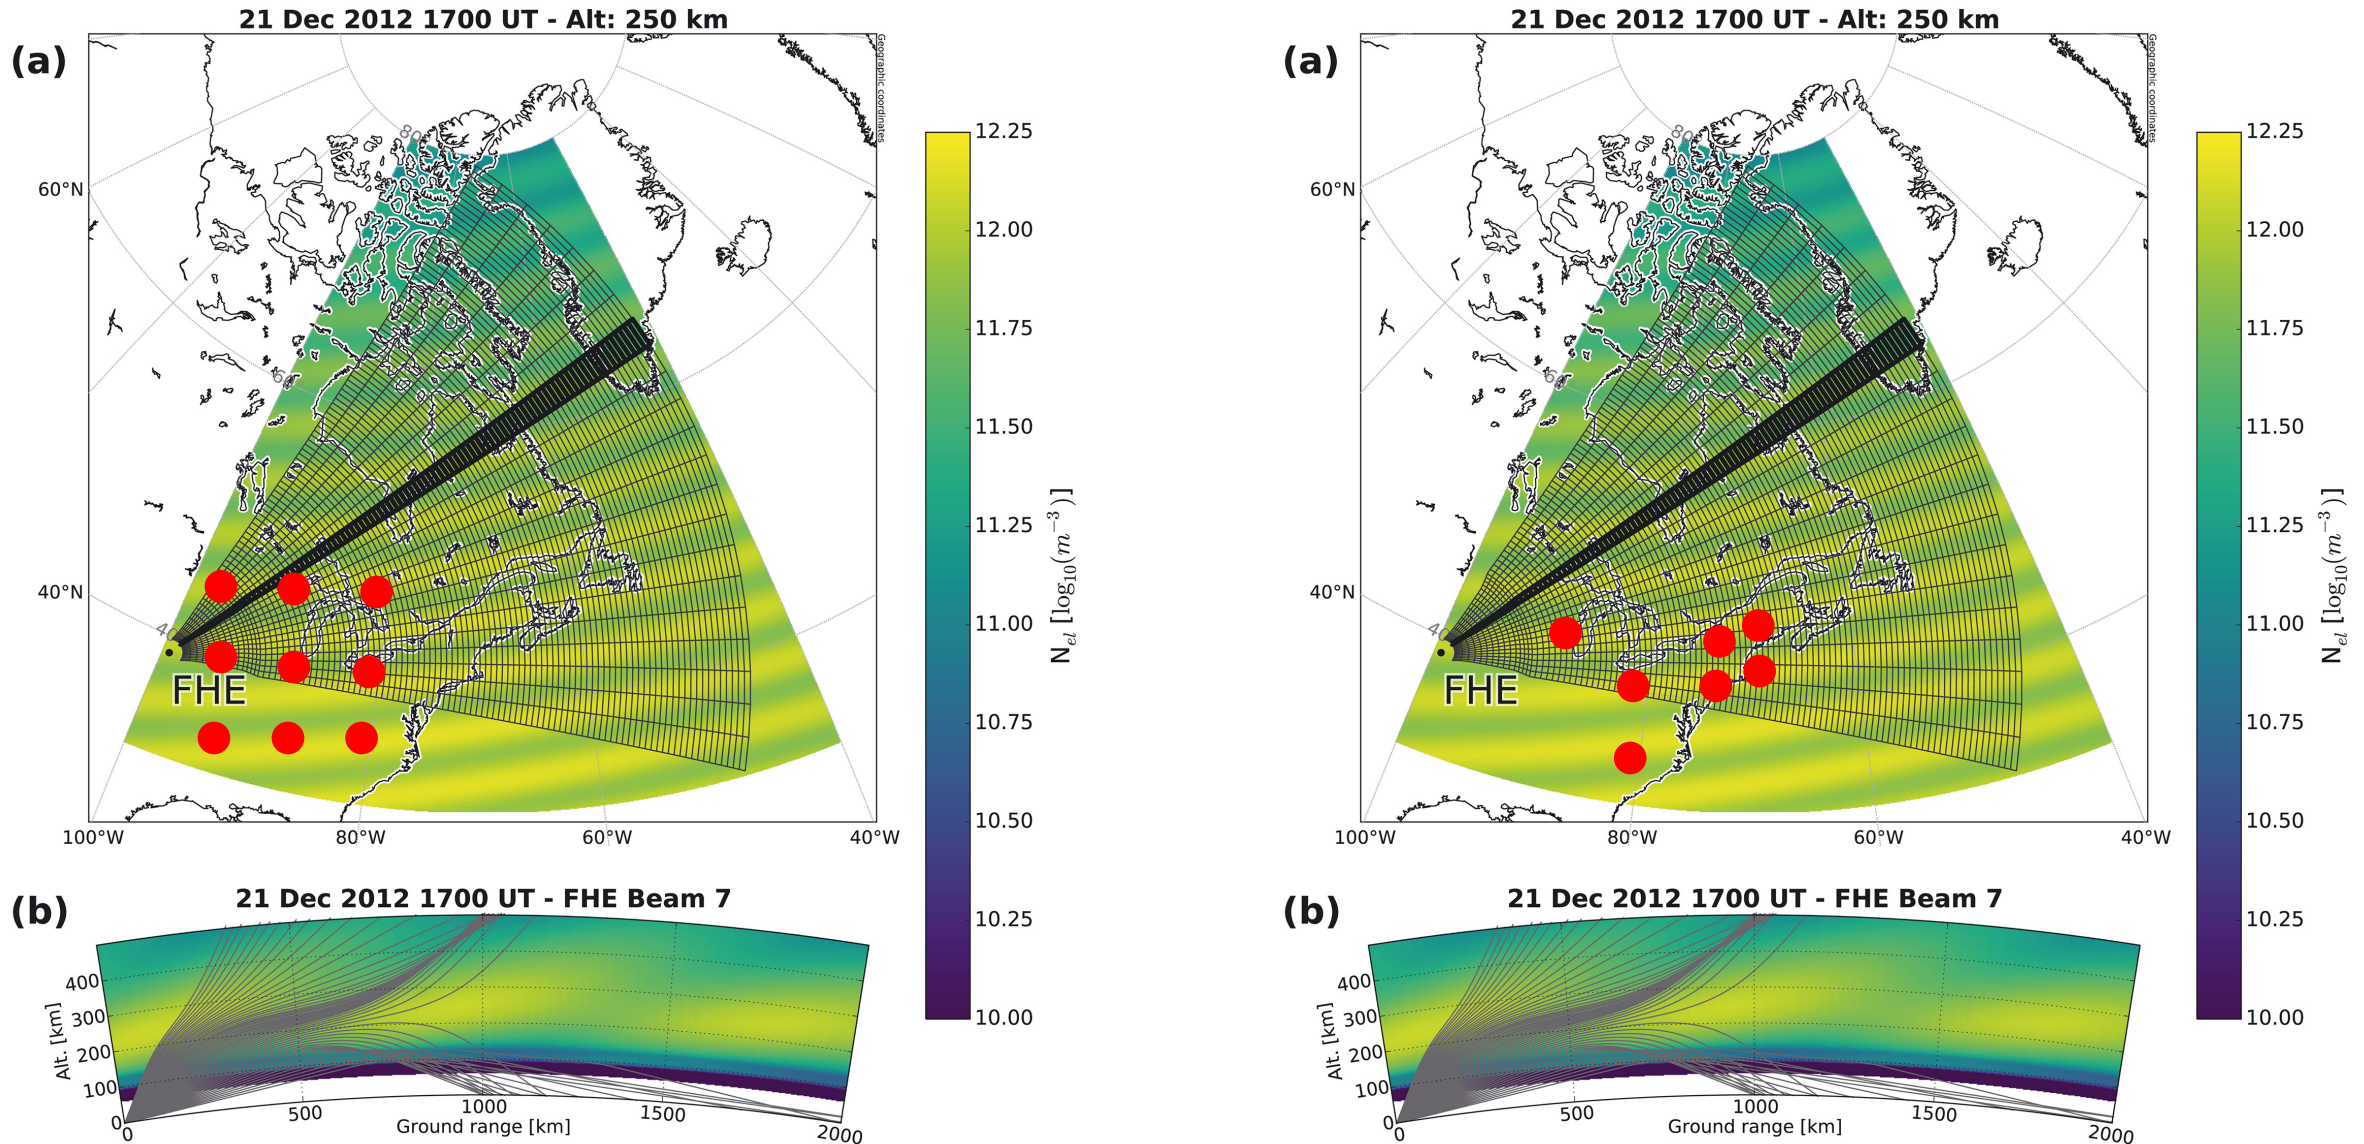 21 Dec 2012 1700 UT - Alt: 250 km
(a)
Geographic coordinates
80°
60°N
60°
40°N
40
FHE
100°W 80°W 60°W 40°W
12.25
12.00
11.75
11.50
11.25
11.00
10.75
10.50
10.25
10.00
N_el [log_10(m^-3)]
21 Dec 2012 1700 UT - FHE Beam 7
(b)
400
300
200
100
0
Alt. [km]
0 500 1000 1500 2000
Ground range [km]
21 Dec 2012 1700 UT - Alt: 250 km
(a)
Geographic coordinates
80°
60°N
60°
40°N
40
FHE
100°W 80°W 60°W 40°W
12.25
12.00
11.75
11.50
11.25
11.00
10.75
10.50
10.25
10.00
N_el [log_10(m^-3)]
21 Dec 2012 1700 UT - FHE Beam 7
(b)
400
300
200
100
0
Alt. [km]
0 500 1000 1500 2000
Ground range [km]